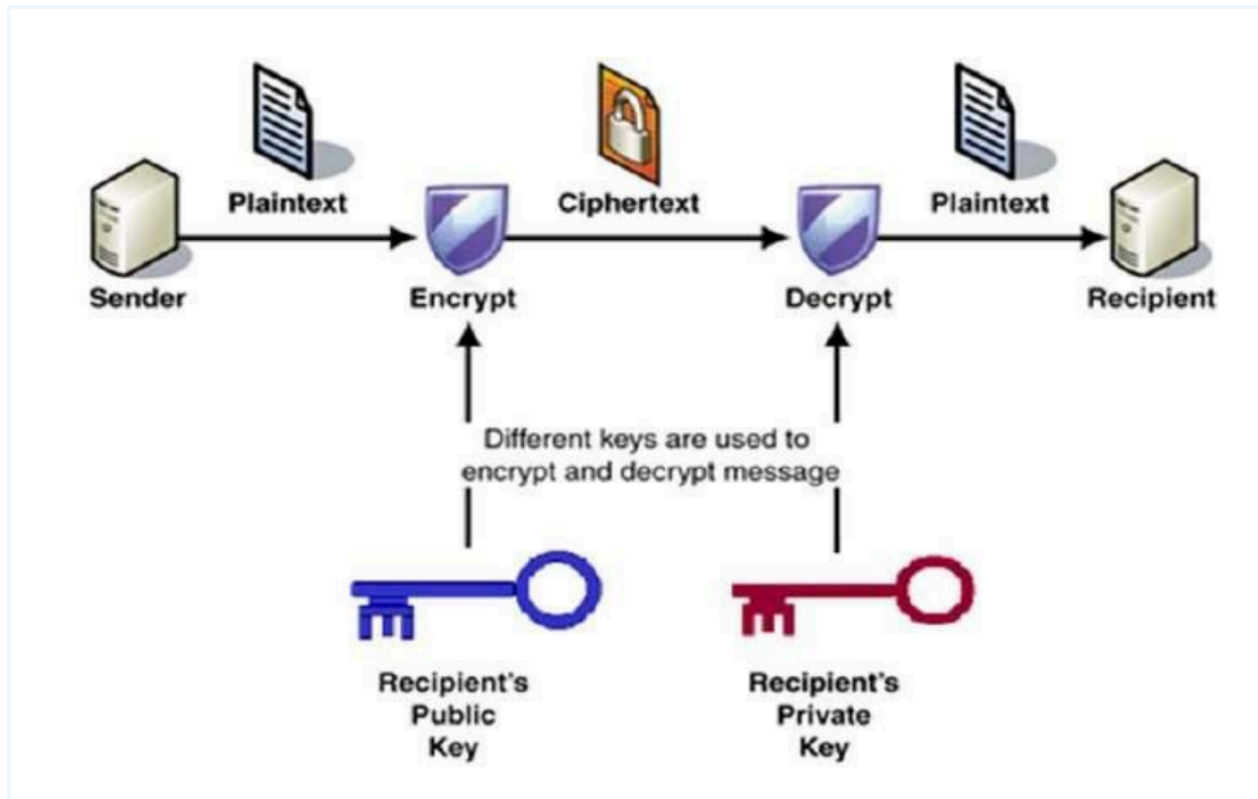 Plaintext
Ciphertext
Plaintext
Sender
Encrypt
Decrypt
Recipient
Different keys are used to
encrypt and decrypt message
Recipient's
Public
Key
Recipient's
Private
Key